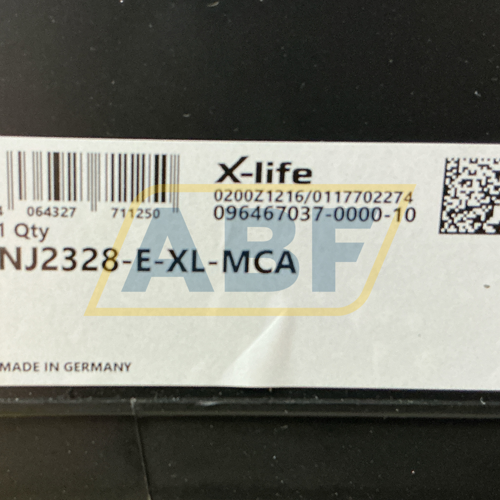 X-life
4 064327 711250
0200Z1216/0117702274
096467037-0000-10
1 Qty
NJ2328-E-XL-MCA
ABF
MADE IN GERMANY